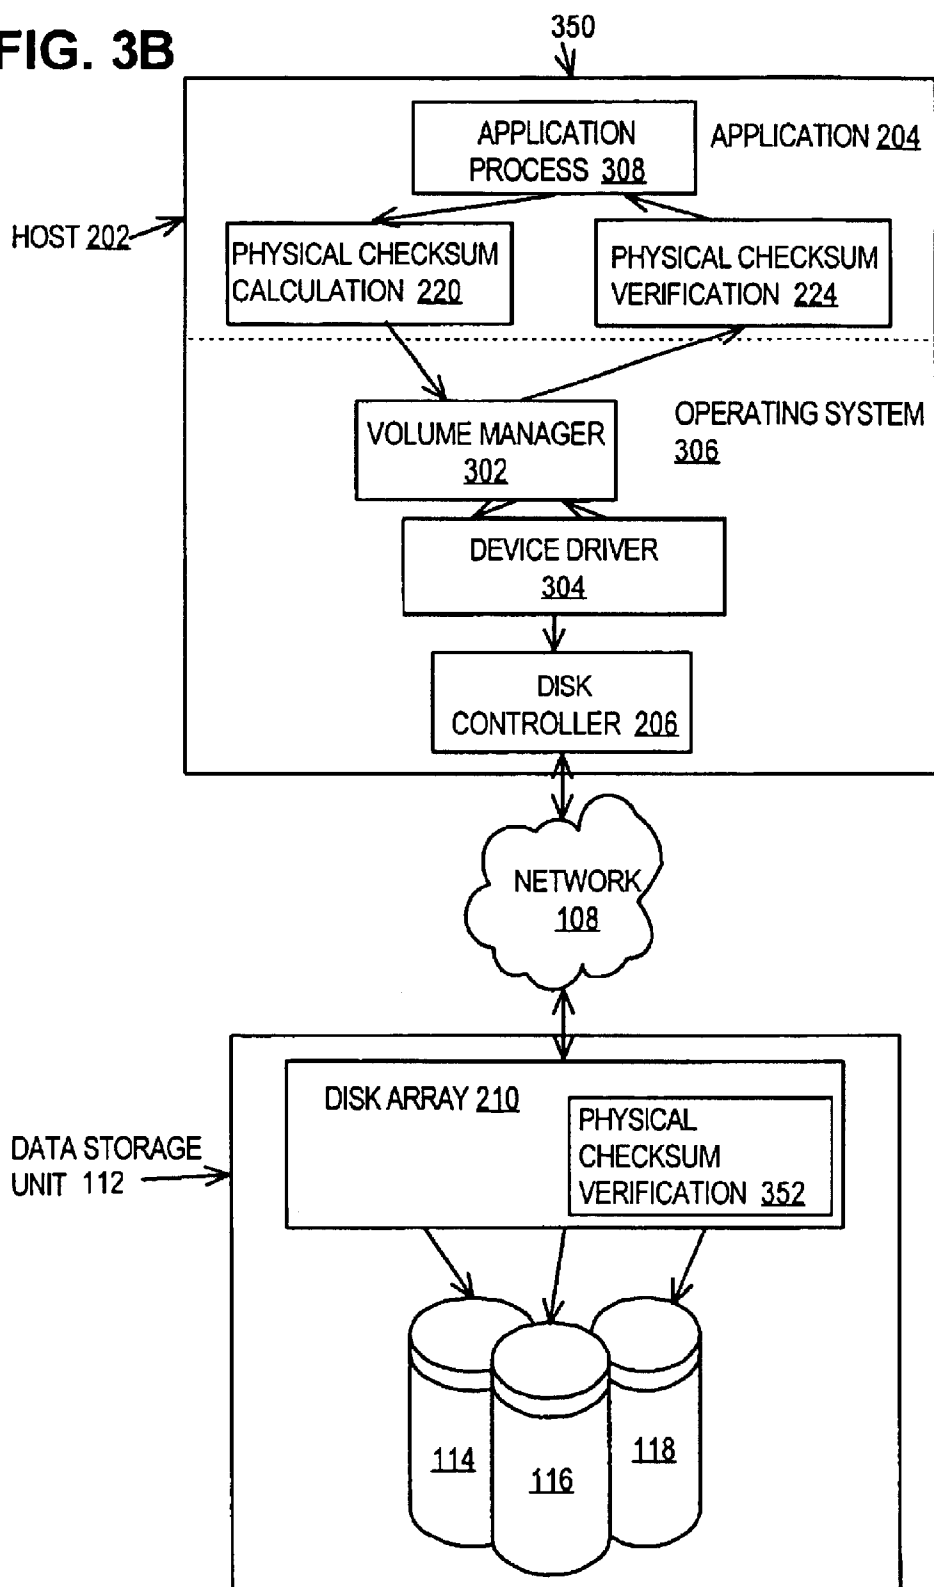 FIG. 3B
350
APPLICATION
PROCESS 308
APPLICATION 204
HOST 202
PHYSICAL CHECKSUM
CALCULATION 220
PHYSICAL CHECKSUM
VERIFICATION 224
VOLUME MANAGER
302
OPERATING SYSTEM
306
DEVICE DRIVER
304
DISK
CONTROLLER 206
NETWORK
108
DISK ARRAY 210
PHYSICAL
CHECKSUM
VERIFICATION 352
DATA STORAGE
UNIT 112
114
116
118